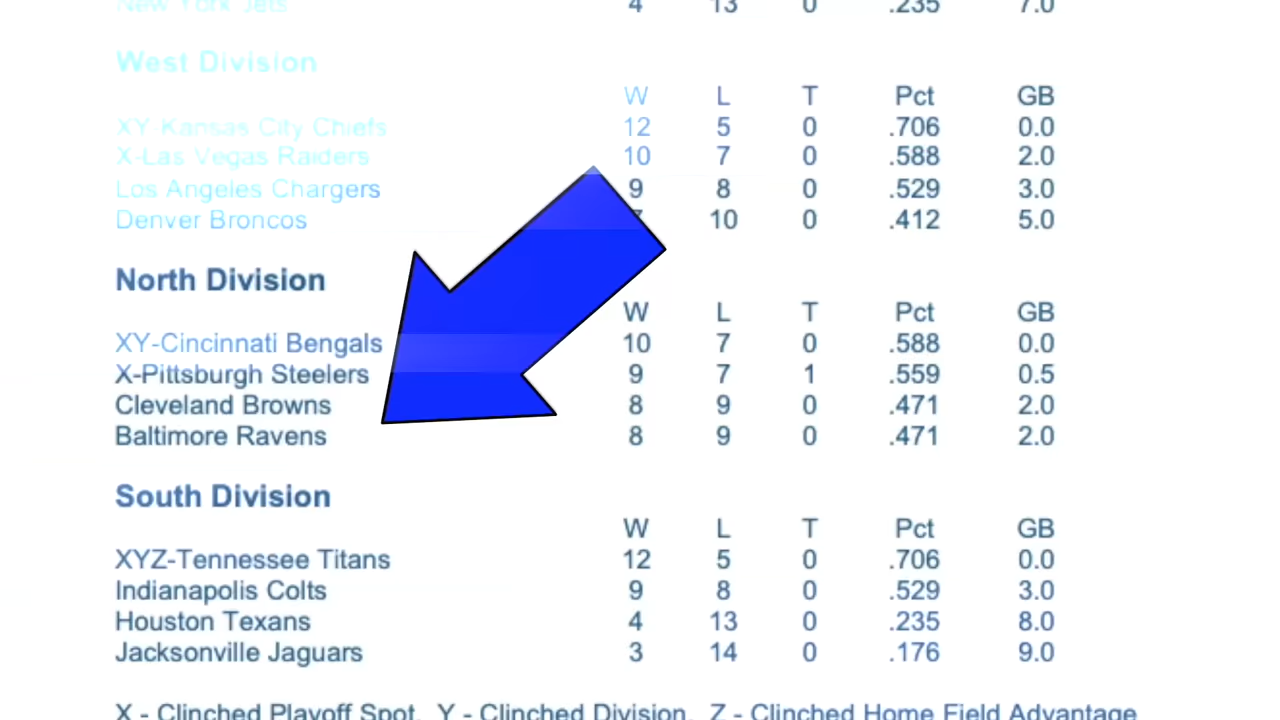 New York Jets 4 13 0 .235 7.0
West Division
W L T Pct GB
XY-Kansas City Chiefs 12 5 0 .706 0.0
X-Las Vegas Raiders 10 7 0 .588 2.0
Los Angeles Chargers 9 8 0 .529 3.0
Denver Broncos 10 0 .412 5.0
North Division
W L T Pct GB
XY-Cincinnati Bengals 10 7 0 .588 0.0
X-Pittsburgh Steelers 9 7 1 .559 0.5
Cleveland Browns 8 9 0 .471 2.0
Baltimore Ravens 8 9 0 .471 2.0
South Division
W L T Pct GB
XYZ-Tennessee Titans 12 5 0 .706 0.0
Indianapolis Colts 9 8 0 .529 3.0
Houston Texans 4 13 0 .235 8.0
Jacksonville Jaguars 3 14 0 .176 9.0
X - Clinched Playoff Spot, Y - Clinched Division, Z - Clinched Home Field Advantage